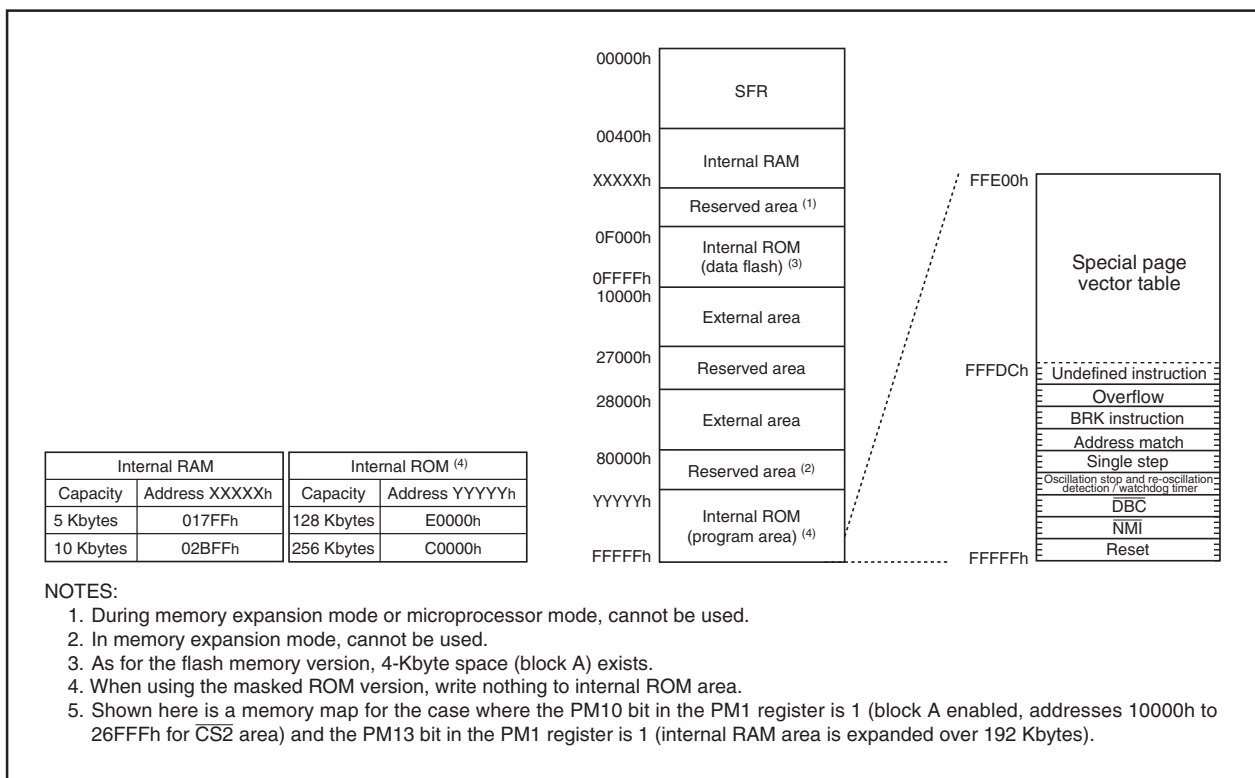 00000h
SFR
00400h
Internal RAM
XXXXXh
Reserved area (1)
0F000h
Internal ROM
(data flash) (3)
0FFFFh
10000h
External area
27000h
Reserved area
28000h
External area
80000h
Reserved area (2)
YYYYYh
Internal ROM
(program area) (4)
FFFFFh
FFE00h
Special page
vector table
FFFDCh
Undefined instruction
Overflow
BRK instruction
Address match
Single step
Oscillation stop and re-oscillation
detection / watchdog timer
DBC
NMI
Reset
FFFFFh
Internal RAM
Internal ROM (4)
Capacity Address XXXXXh Capacity Address YYYYYh
5 Kbytes 017FFh 128 Kbytes E0000h
10 Kbytes 02BFFh 256 Kbytes C0000h
NOTES:
1. During memory expansion mode or microprocessor mode, cannot be used.
2. In memory expansion mode, cannot be used.
3. As for the flash memory version, 4-Kbyte space (block A) exists.
4. When using the masked ROM version, write nothing to internal ROM area.
5. Shown here is a memory map for the case where the PM10 bit in the PM1 register is 1 (block A enabled, addresses 10000h to
26FFFh for CS2 area) and the PM13 bit in the PM1 register is 1 (internal RAM area is expanded over 192 Kbytes).